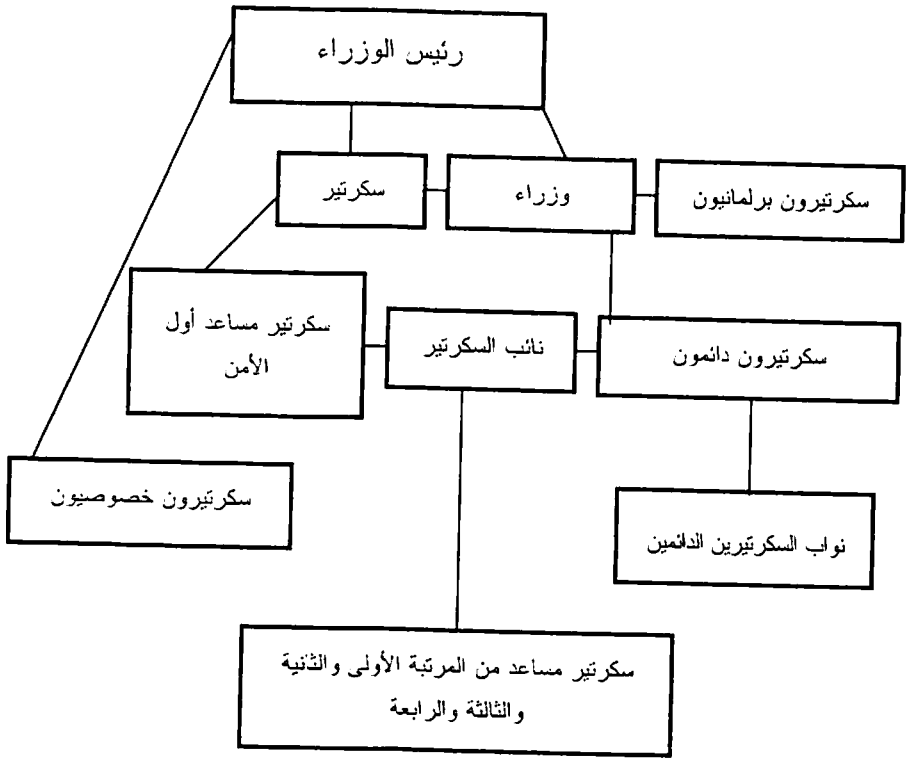 رئيس الوزراء
سكرتيرون برلمانيون
وزراء
سكرتير
سكرتيرون دائمون
نائب السكرتير
سكرتير مساعد أول
الأمن
سكرتيرون خصوصيون
نواب السكرتيرين الدائمين
سكرتير مساعد من المرتبة الأولى والثانية
والثالثة والرابعة